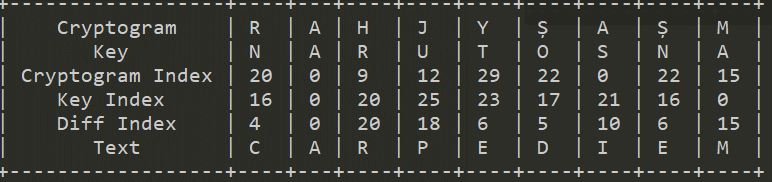 Cryptogram | R | A | H | J | Y | Ș | A | Ș | M
Key | N | A | R | U | T | O | S | N | A
Cryptogram Index | 20 | 0 | 9 | 12 | 29 | 22 | 0 | 22 | 15
Key Index | 16 | 0 | 20 | 25 | 23 | 17 | 21 | 16 | 0
Diff Index | 4 | 0 | 20 | 18 | 6 | 5 | 10 | 6 | 15
Text | C | A | R | P | E | D | I | E | M